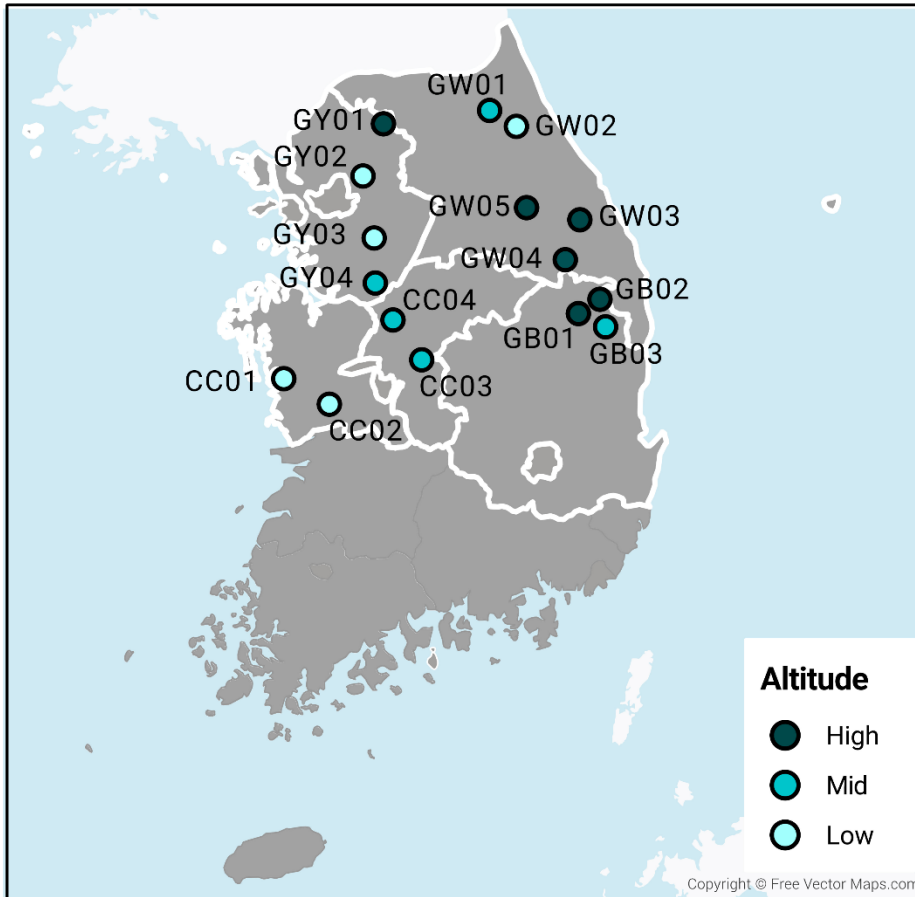 GW01
GY01
GW02
GY02
GW05
GW03
GY03
GW04
GY04
GB02
CC04
GB01
GB03
CC01
CC03
CC02
Altitude
High
Mid
Low
Copyright © Free Vector Maps.com